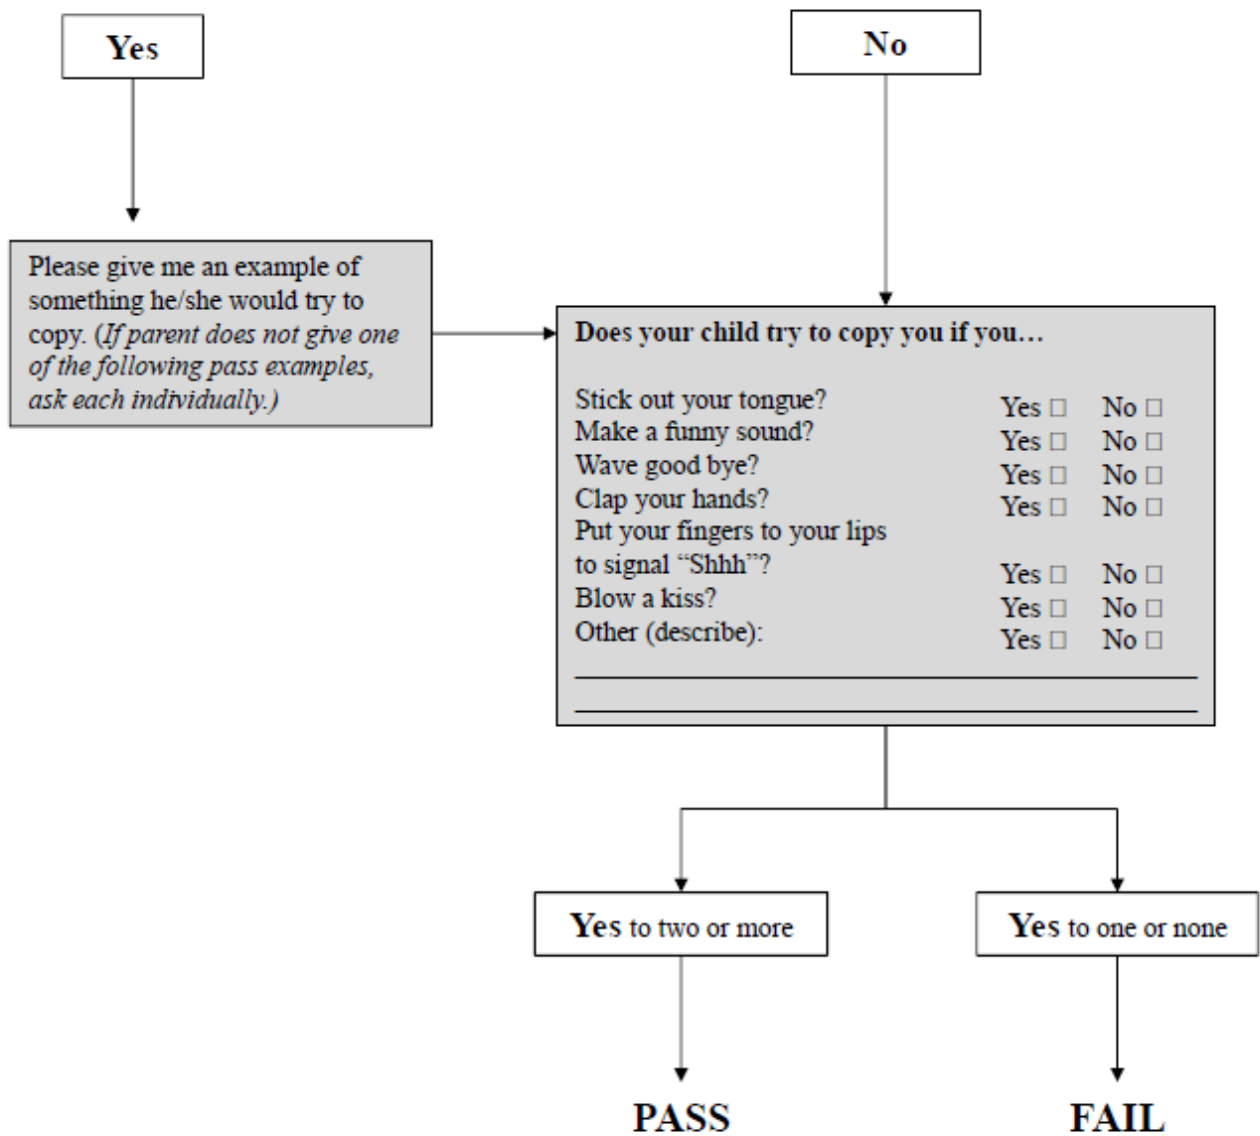 Yes
No
Please give me an example of
something he/she would try to
copy. (If parent does not give one
of the following pass examples,
ask each individually.)
Does your child try to copy you if you…
Stick out your tongue? Yes □ No □
Make a funny sound? Yes □ No □
Wave good bye? Yes □ No □
Clap your hands? Yes □ No □
Put your fingers to your lips
to signal “Shhh”? Yes □ No □
Blow a kiss? Yes □ No □
Other (describe): Yes □ No □
Yes to two or more
Yes to one or none
PASS
FAIL